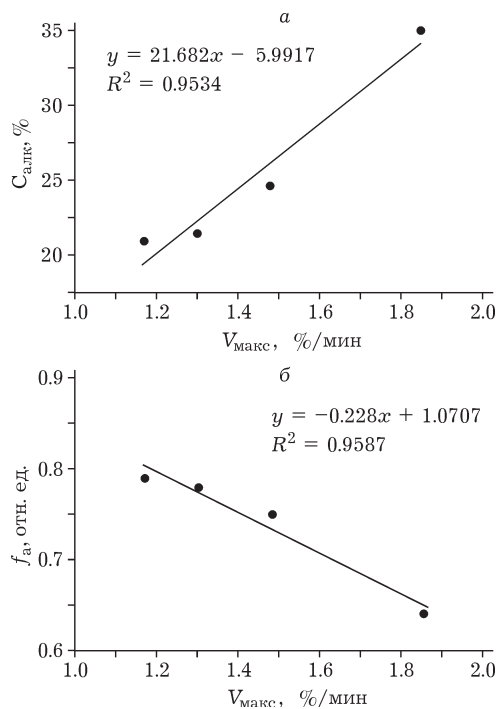 а
35
y = 21.682x − 5.9917
R² = 0.9534
30
25
20
Cалк, %
1.0 1.2 1.4 1.6 1.8 2.0
Vмакс, %/мин
б
0.9
y = −0.228x + 1.0707
R² = 0.9587
0.8
0.7
0.6
fa, отн. ед.
1.0 1.2 1.4 1.6 1.8 2.0
Vмакс, %/мин